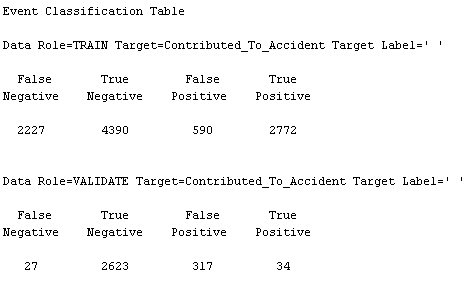 Event Classification Table
Data Role=TRAIN Target=Contributed_To_Accident Target Label=' '
False True False True
Negative Negative Positive Positive
2227 4390 590 2772
Data Role=VALIDATE Target=Contributed_To_Accident Target Label=' '
False True False True
Negative Negative Positive Positive
27 2623 317 34